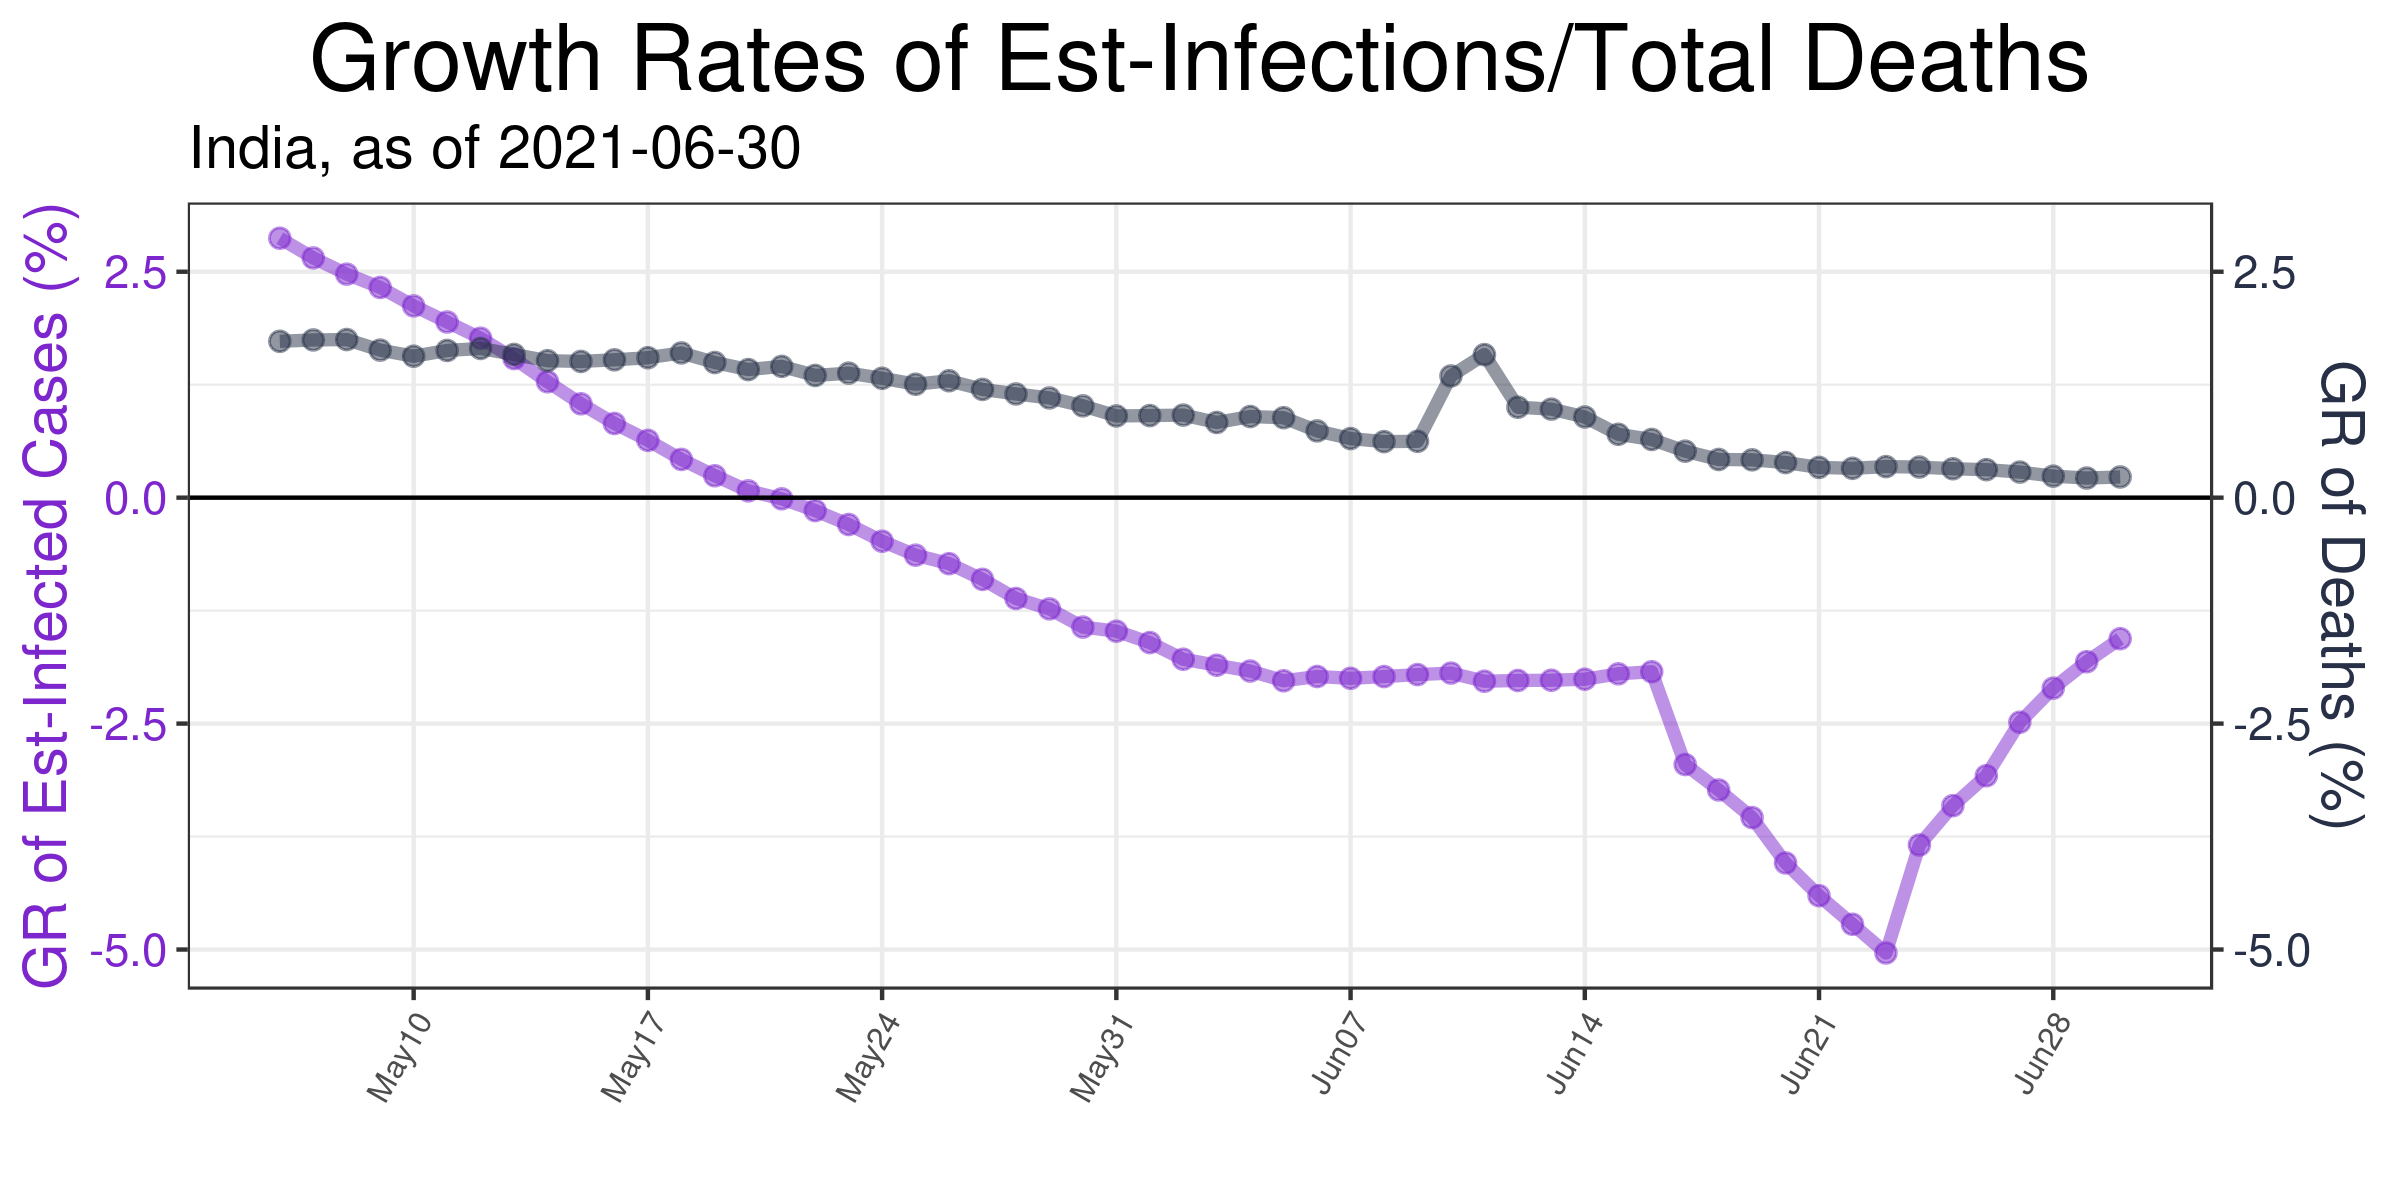 Growth Rates of Est-Infections/Total Deaths
India, as of 2021-06-30
GR of Est-Infected Cases (%)
2.5
0.0
-2.5
-5.0
2.5
0.0
-2.5
-5.0
GR of Deaths (%)
May10
May17
May24
May31
Jun07
Jun14
Jun21
Jun28